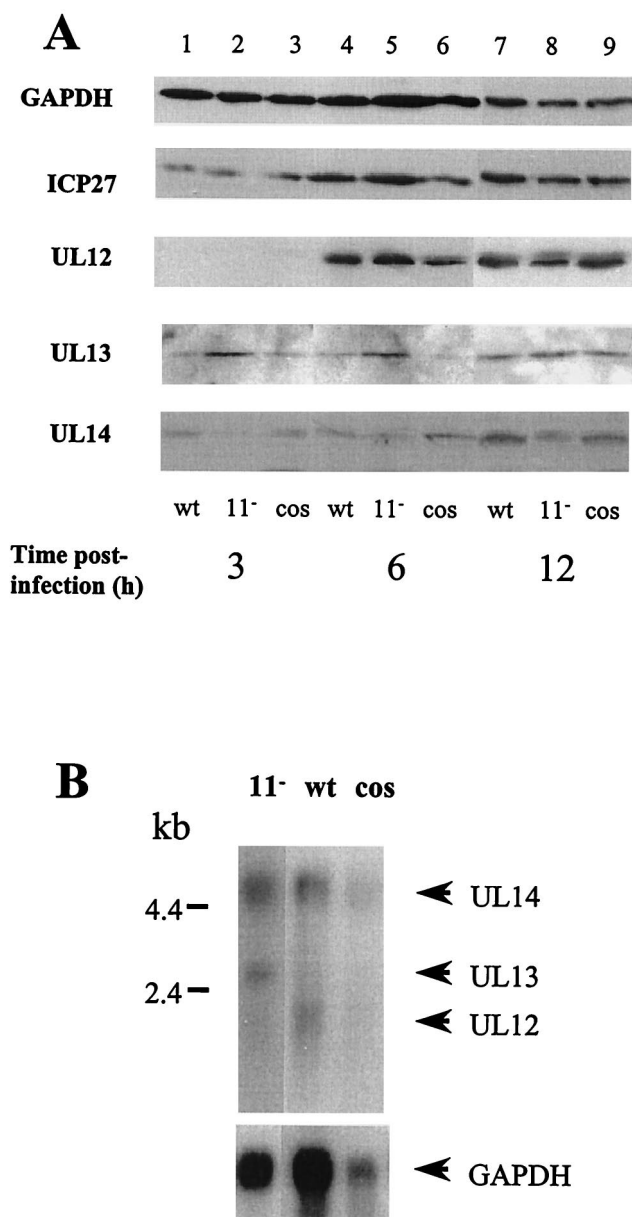 A
1 2 3 4 5 6 7 8 9
GAPDH
ICP27
UL12
UL13
UL14
wt 11- cos wt 11- cos wt 11- cos
Time post-
infection (h) 3 6 12
B
11- wt cos
kb
4.4
UL14
UL13
2.4
UL12
GAPDH